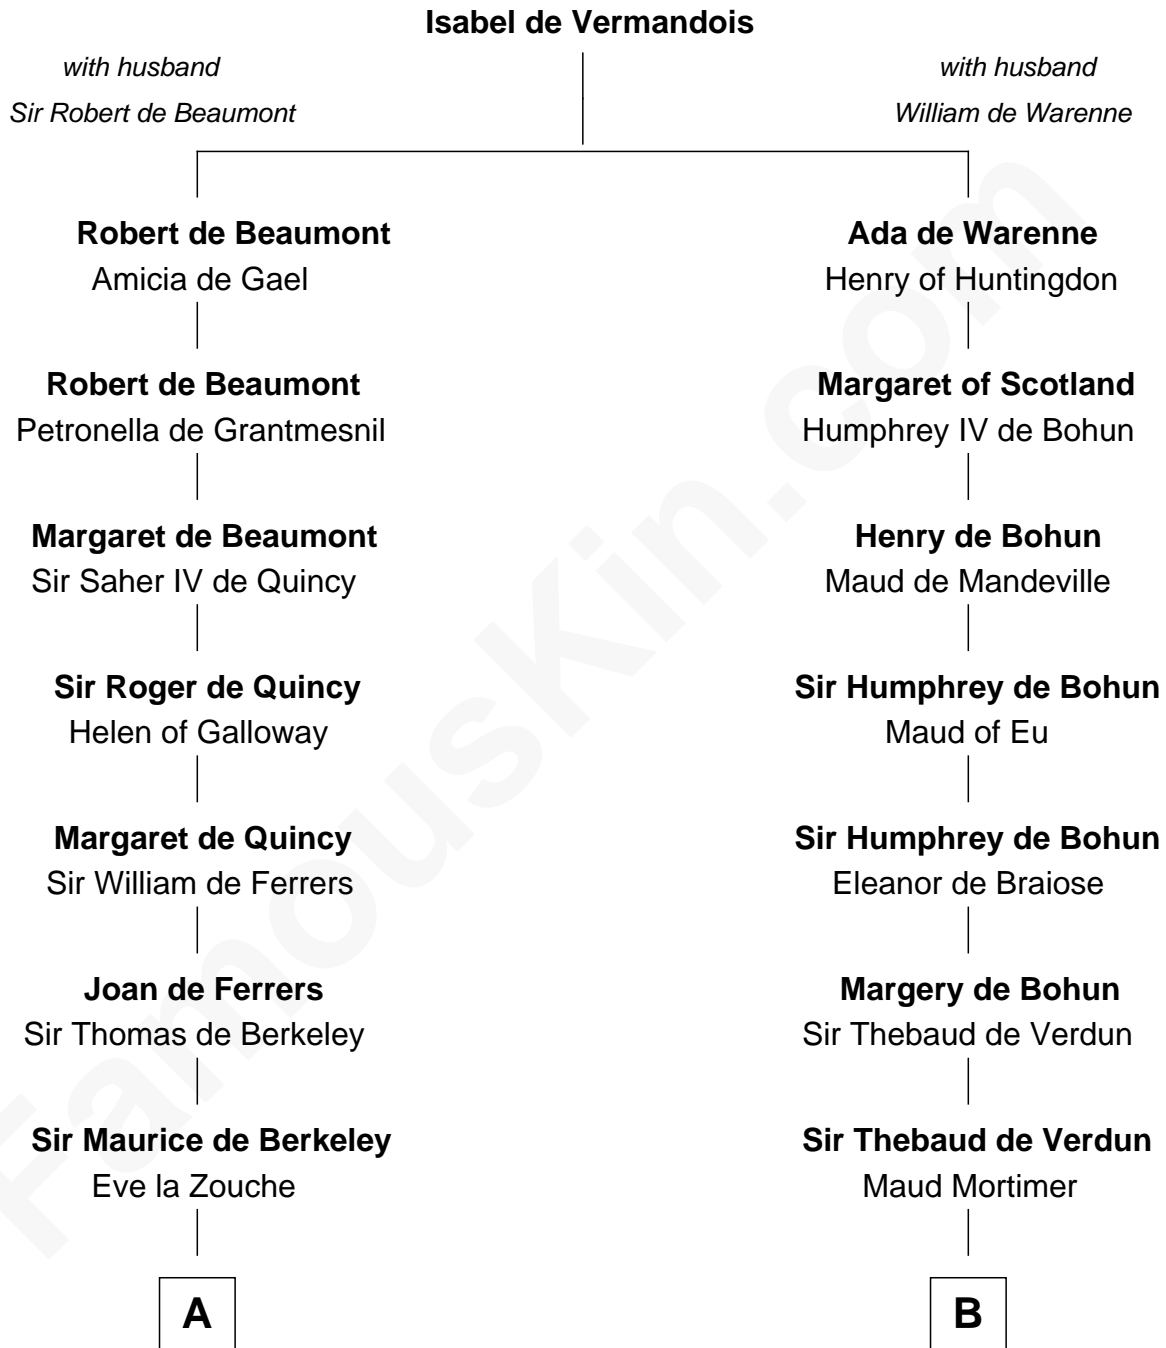 Isabel de Vermandois
with husband
Sir Robert de Beaumont
with husband
William de Warenne
Robert de Beaumont
Amicia de Gael
Ada de Warenne
Henry of Huntingdon
Robert de Beaumont
Petronella de Grantmesnil
Margaret of Scotland
Humphrey IV de Bohun
Margaret de Beaumont
Sir Saher IV de Quincy
Henry de Bohun
Maud de Mandeville
Sir Roger de Quincy
Helen of Galloway
Sir Humphrey de Bohun
Maud of Eu
Margaret de Quincy
Sir William de Ferrers
Sir Humphrey de Bohun
Eleanor de Braiose
Joan de Ferrers
Sir Thomas de Berkeley
Margery de Bohun
Sir Thebaud de Verdun
Sir Maurice de Berkeley
Eve la Zouche
Sir Thebaud de Verdun
Maud Mortimer
A
B
FamousKin.com